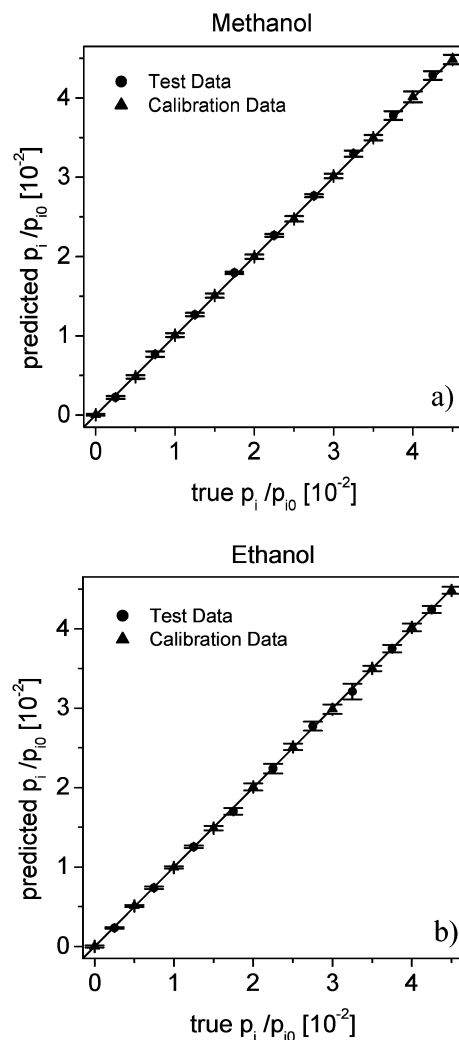 Methanol
Test Data
Calibration Data
predicted p_i /p_i0 [10^-2]
4
3
2
1
0
a)
0 1 2 3 4
true p_i /p_i0 [10^-2]
Ethanol
Test Data
Calibration Data
predicted p_i /p_i0 [10^-2]
4
3
2
1
0
b)
0 1 2 3 4
true p_i /p_i0 [10^-2]